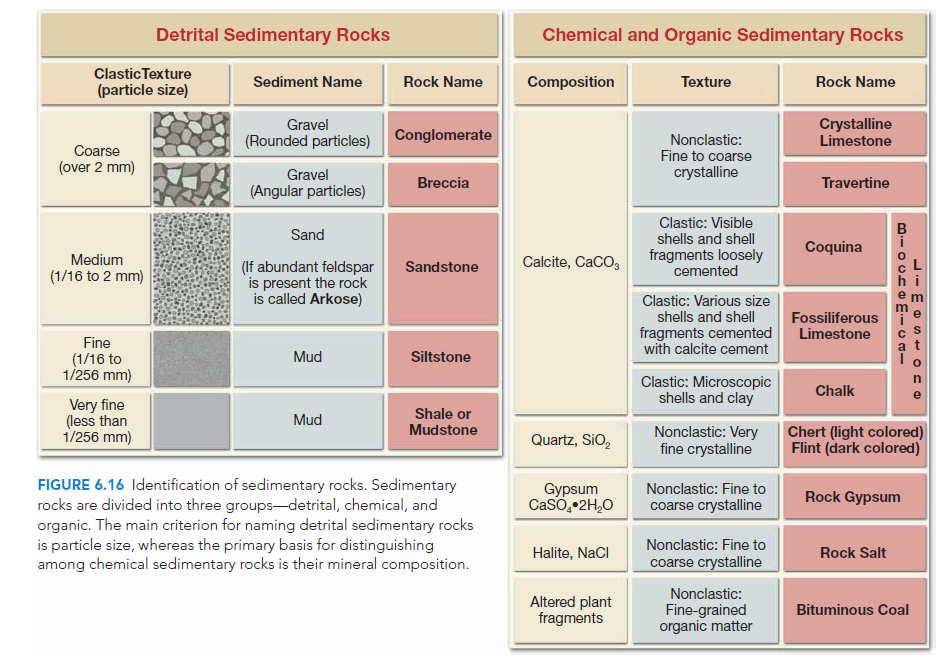 Detrital Sedimentary Rocks
ClasticTexture
(particle size)
Sediment Name
Rock Name
Coarse
(over 2 mm)
Gravel
(Rounded particles)
Conglomerate
Gravel
(Angular particles)
Breccia
Medium
(1/16 to 2 mm)
Sand
(If abundant feldspar
is present the rock
is called Arkose)
Sandstone
Fine
(1/16 to
1/256 mm)
Mud
Siltstone
Very fine
(less than
1/256 mm)
Mud
Shale or
Mudstone
FIGURE 6.16 Identification of sedimentary rocks. Sedimentary
rocks are divided into three groups—detrital, chemical, and
organic. The main criterion for naming detrital sedimentary rocks
is particle size, whereas the primary basis for distinguishing
among chemical sedimentary rocks is their mineral composition.
Chemical and Organic Sedimentary Rocks
Composition
Texture
Rock Name
Calcite, CaCO₃
Nonclastic:
Fine to coarse
crystalline
Crystalline
Limestone
Travertine
Clastic: Visible
shells and shell
fragments loosely
cemented
Coquina
Clastic: Various size
shells and shell
fragments cemented
with calcite cement
Fossiliferous
Limestone
Clastic: Microscopic
shells and clay
Chalk
Biochemical
Limestone
Quartz, SiO₂
Nonclastic: Very
fine crystalline
Chert (light colored)
Flint (dark colored)
Gypsum
CaSO₄•2H₂O
Nonclastic: Fine to
coarse crystalline
Rock Gypsum
Halite, NaCl
Nonclastic: Fine to
coarse crystalline
Rock Salt
Altered plant
fragments
Nonclastic:
Fine-grained
organic matter
Bituminous Coal